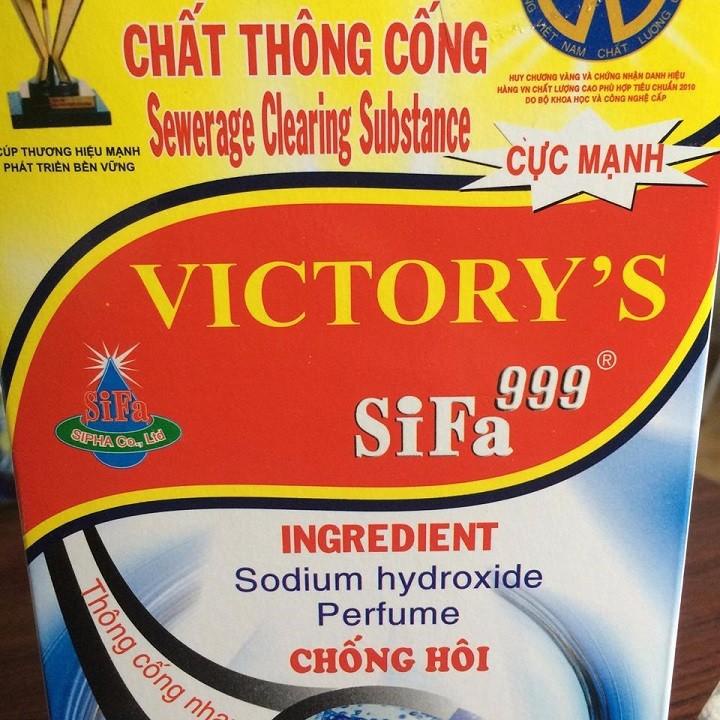 CHẤT THÔNG CỐNG
Sewerage Clearing Substance
VIỆT NAM CHẤT LƯỢNG
HUY CHƯƠNG VÀNG VÀ CHỨNG NHẬN DANH HIỆU
HÀNG VN CHẤT LƯỢNG CAO PHÙ HỢP TIÊU CHUẨN 2010
DO BỘ KHOA HỌC VÀ CÔNG NGHỆ CẤP
CÚP THƯƠNG HIỆU MẠNH
PHÁT TRIỂN BỀN VỮNG
CỰC MẠNH
VICTORY'S
SiFa 999 ®
SiFa
SIPHA Co., Ltd
INGREDIENT
Sodium hydroxide
Perfume
CHỐNG HÔI
Thông cống